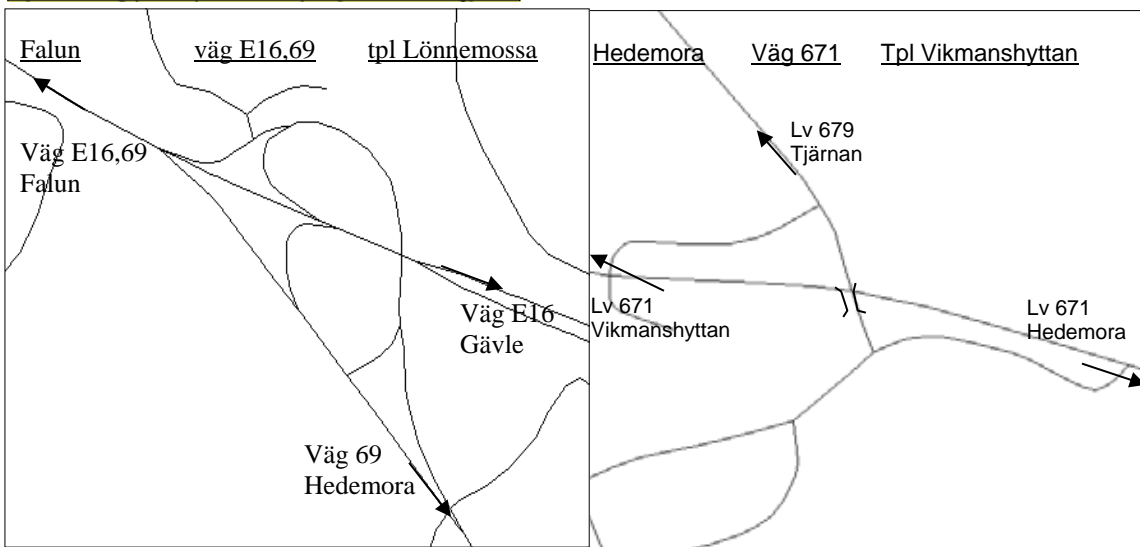 Falun väg E16,69 tpl Lönnemossa
Väg E16,69
Falun
Väg E16
Gävle
Väg 69
Hedemora
Hedemora Väg 671 Tpl Vikmanshyttan
Lv 679
Tjärnan
Lv 671
Vikmanshyttan
Lv 671
Hedemora